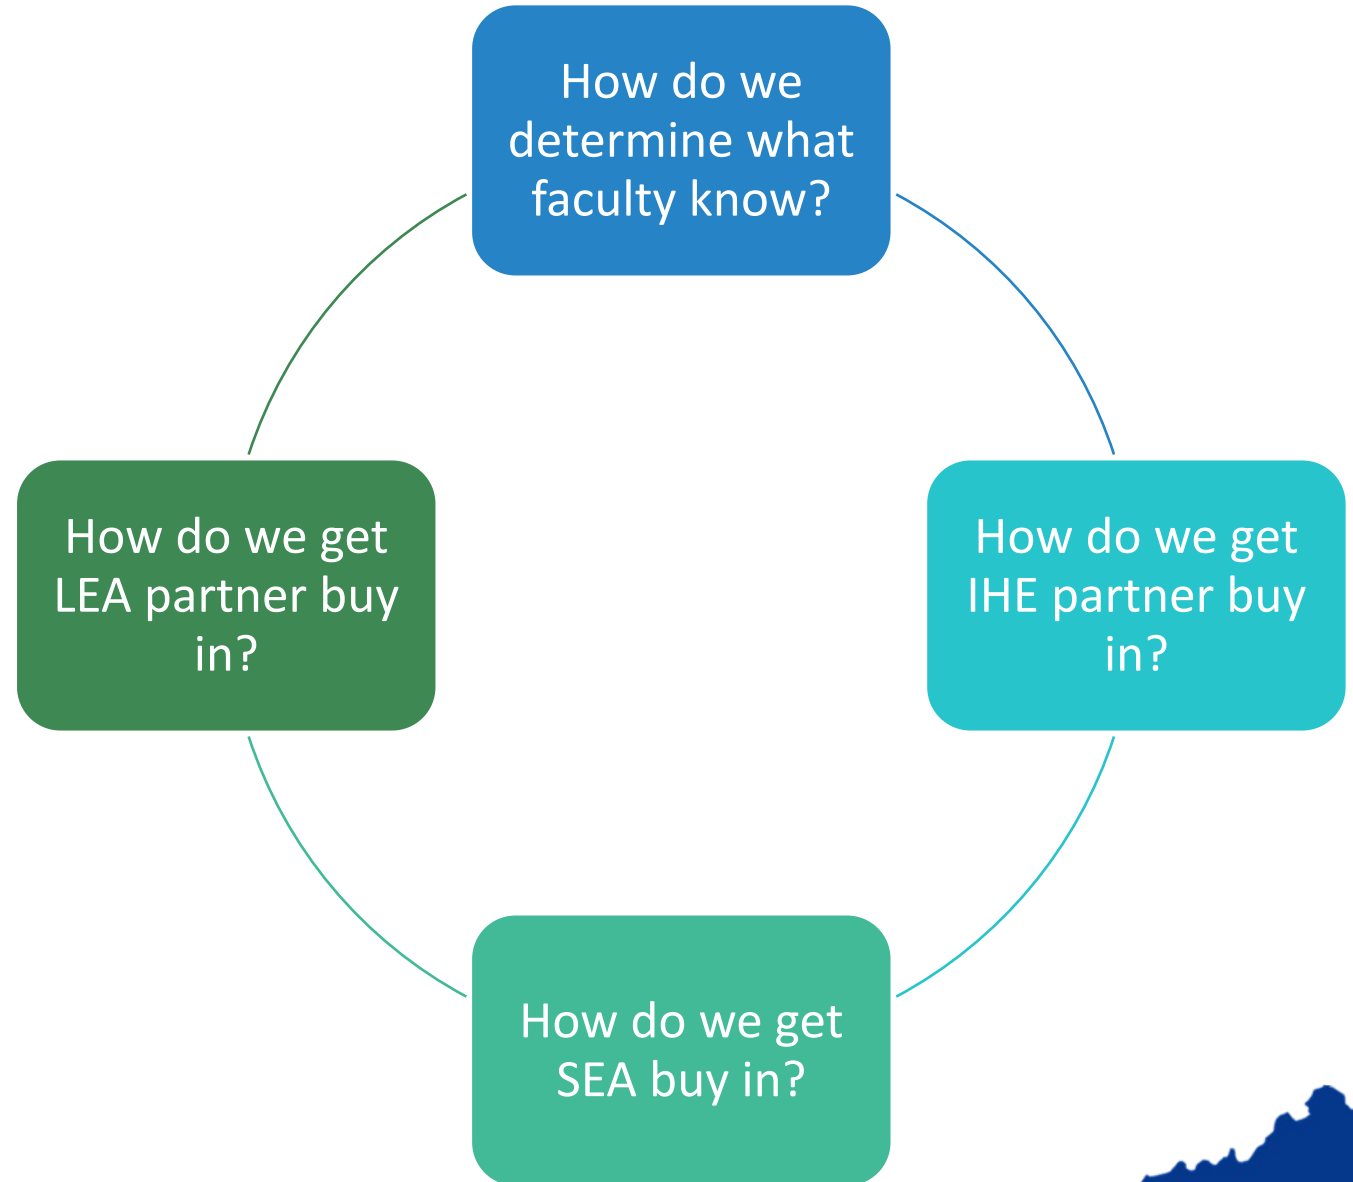 How do we
determine what
faculty know?
How do we get
LEA partner buy
in?
How do we get
IHE partner buy
in?
How do we get
SEA buy in?